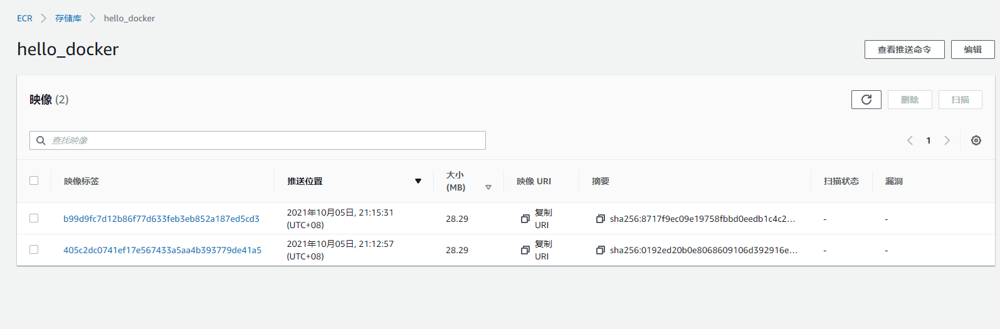 ECR 存储库 hello_docker
hello_docker
查看推送命令 编辑
映像 (2)
删除 扫描
查找映像
1
映像标签 推送位置 大小 (MB) 映像 URI 摘要 扫描状态 漏洞
b99d9fc7d12b86f77d633feb3eb852a187ed5cd3 2021年10月05日, 21:15:31 (UTC+08) 28.29 复制 URI sha256:8717f9ec09e19758fbbd0eedb1c4c2... - -
405c2dc0741ef17e567433a5aa4b393779de41a5 2021年10月05日, 21:12:57 (UTC+08) 28.29 复制 URI sha256:0192ed20b0e8068609106d392916e... - -